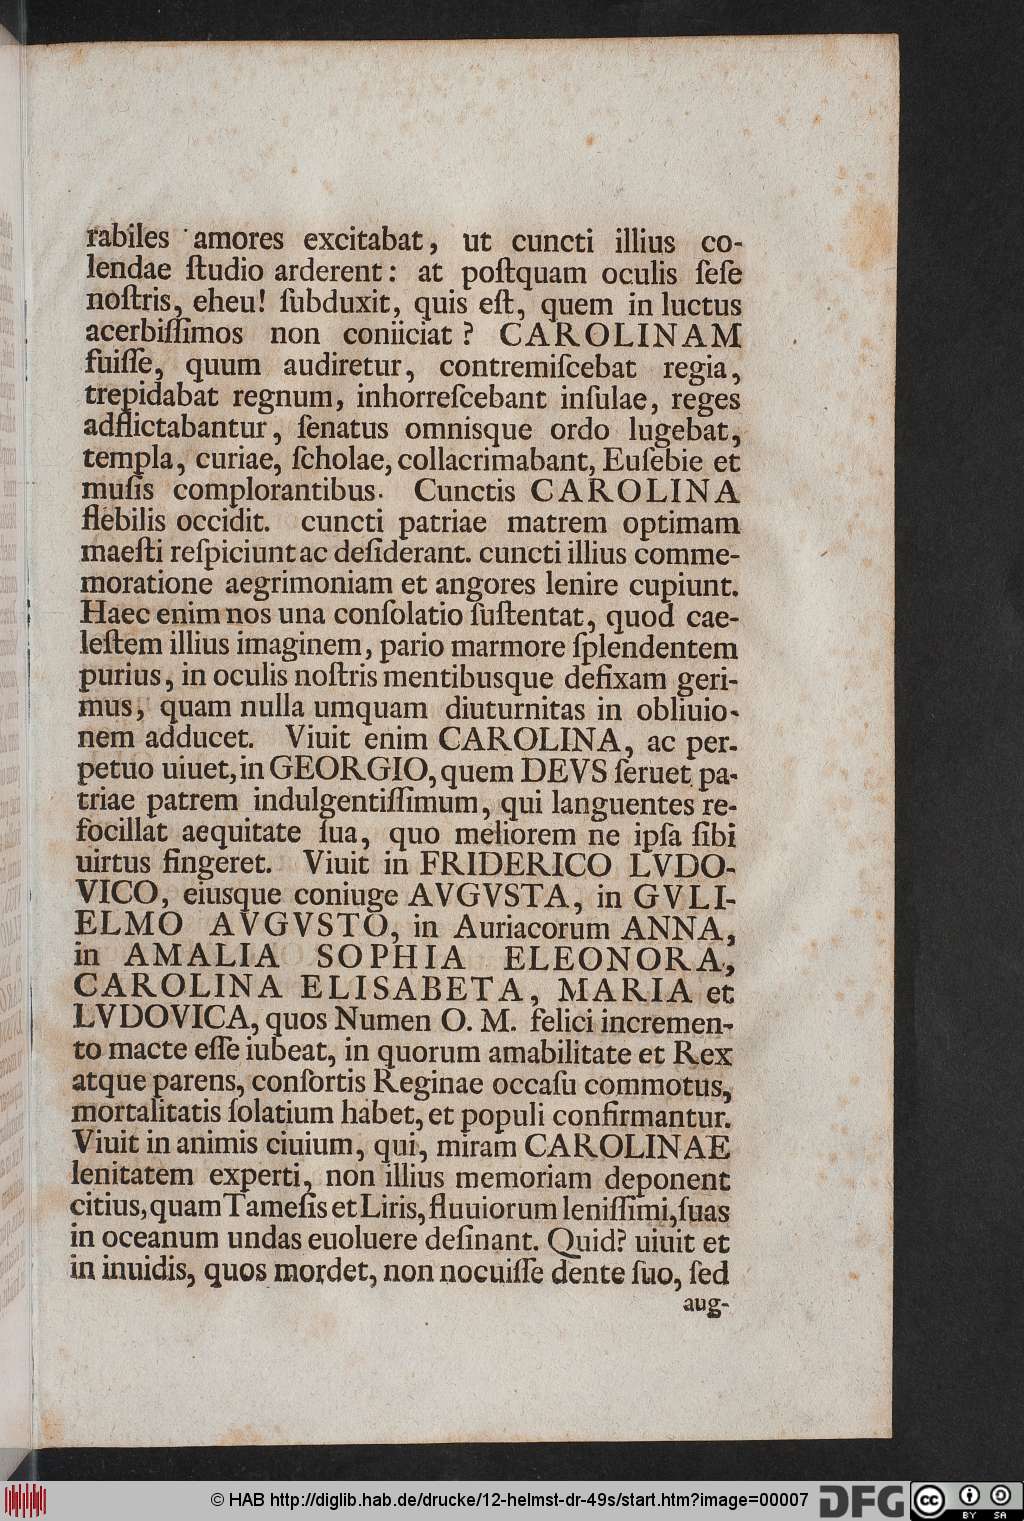 rabiles amores excitabat, ut cuncti illius co-
lendae ſtudio arderent: at poſtquam oculis ſeſe
noſtris, eheu! ſubduxit, quis eſt, quem in luctus
acerbiſſimos non coniiciat? CAROLINAM
fuiſſe, quum audiretur, contremiſcebat regia,
trepidabat regnum, inhorreſcebant inſulae, reges
adflictabantur, ſenatus omnisque ordo lugebat,
templa, curiae, ſcholae, collacrimabant, Euſebie et
muſis complorantibus. Cunctis CAROLINA
flebilis occidit. cuncti patriae matrem optimam
maeſti reſpiciunt ac deſiderant. cuncti illius comme-
moratione aegrimoniam et angores lenire cupiunt.
Haec enim nos una conſolatio ſuſtentat, quod cae-
leſtem illius imaginem, pario marmore ſplendentem
purius, in oculis noſtris mentibusque defixam geri-
mus, quam nulla umquam diuturnitas in obliuio-
nem adducet. Viuit enim CAROLINA, ac per-
petuo uiuet, in GEORGIO, quem DEVS ſeruet pa-
triae patrem indulgentiſſimum, qui languentes re-
focillat aequitate ſua, quo meliorem ne ipſa ſibi
uirtus fingeret. Viuit in FRIDERICO LVDO-
VICO, eiusque coniuge AVGVSTA, in GVLI-
ELMO AVGVSTO, in Auriacorum ANNA,
in AMALIA SOPHIA ELEONORA,
CAROLINA ELISABETA, MARIA et
LVDOVICA, quos Numen O. M. felici incremen-
to macte eſſe iubeat, in quorum amabilitate et Rex
atque parens, conſortis Reginae occaſu commotus,
mortalitatis ſolatium habet, et populi confirmantur.
Viuit in animis ciuium, qui, miram CAROLINAE
lenitatem experti, non illius memoriam deponent
citius, quam Tameſis et Liris, fluuiorum leniſſimi, ſuas
in oceanum undas euoluere deſinant. Quid? uiuit et
in inuidis, quos mordet, non nocuiſſe dente ſuo, ſed
aug-
© HAB http://diglib.hab.de/drucke/12-helmst-dr-49s/start.htm?image=00007
DFG
cc BY SA